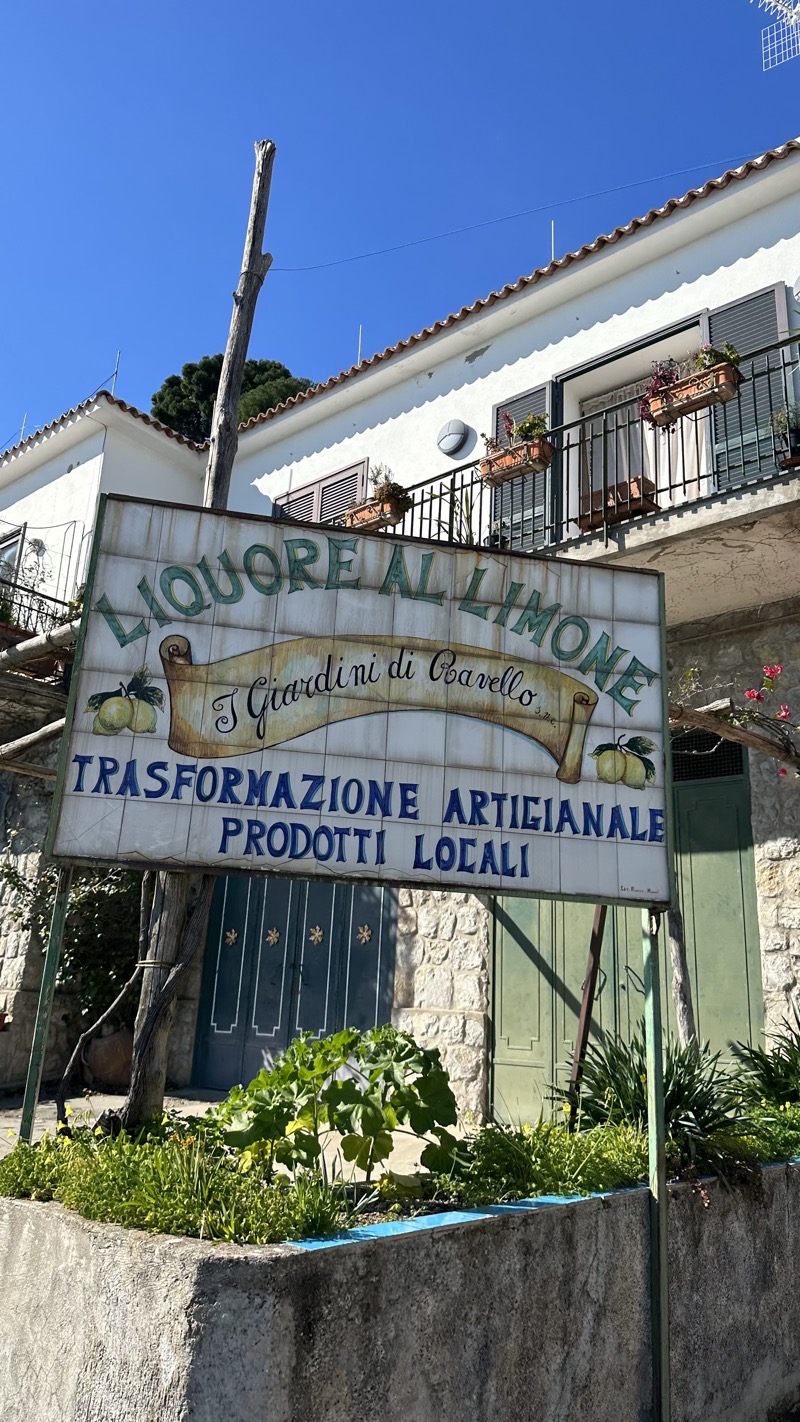 LIQUORE AL LIMONE
I Giardini di Ravello s.n.c.
TRASFORMAZIONE ARTIGIANALE
PRODOTTI LOCALI